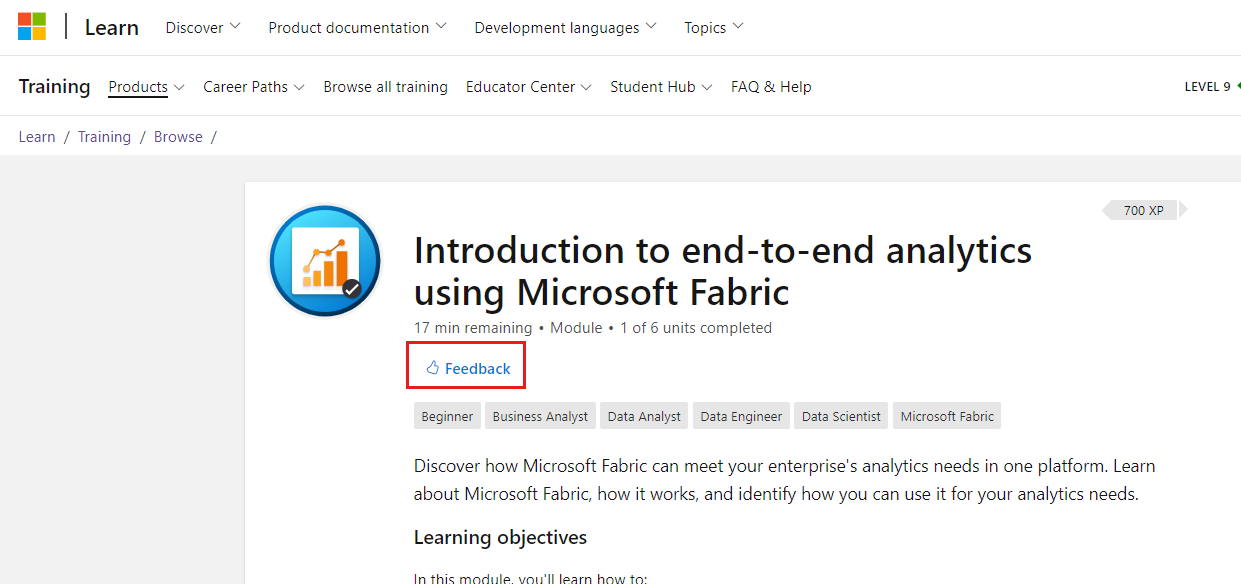 Learn Discover Product documentation Development languages Topics
Training Products Career Paths Browse all training Educator Center Student Hub FAQ & Help LEVEL 9
Learn / Training / Browse /
700 XP
Introduction to end-to-end analytics
using Microsoft Fabric
17 min remaining • Module • 1 of 6 units completed
Feedback
Beginner Business Analyst Data Analyst Data Engineer Data Scientist Microsoft Fabric
Discover how Microsoft Fabric can meet your enterprise's analytics needs in one platform. Learn
about Microsoft Fabric, how it works, and identify how you can use it for your analytics needs.
Learning objectives
In this module, you'll learn how to: